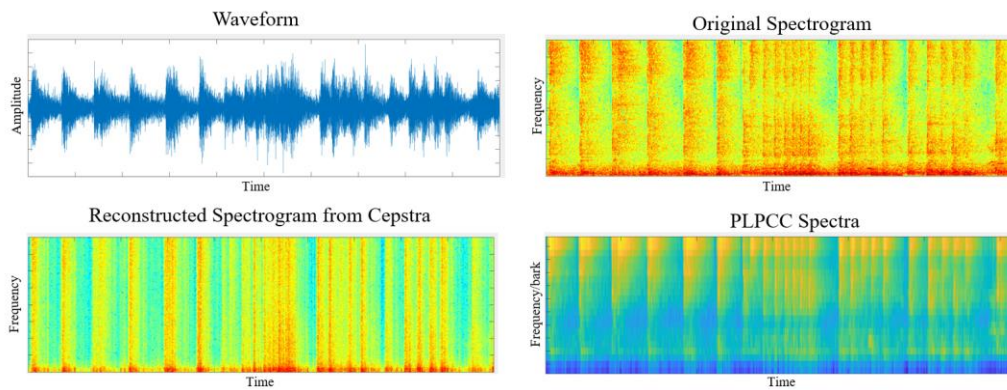 Waveform
Amplitude
Time
Original Spectrogram
Frequency
Time
Reconstructed Spectrogram from Cepstra
Frequency
Time
PLPCC Spectra
Frequency/bark
Time